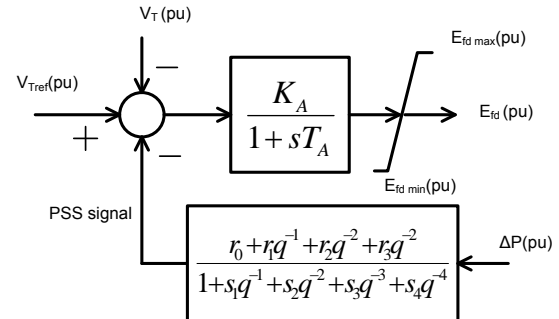 V_T(pu)
E_fd max(pu)
V_Tref(pu)
−
+
−
K_A
1 + sT_A
E_fd
(pu)
E_fd min(pu)
PSS signal
r_0 + r_1q^{-1} + r_2q^{-2} + r_3q^{-2}
1 + s_1q^{-1} + s_2q^{-2} + s_3q^{-3} + s_4q^{-4}
ΔP(pu)